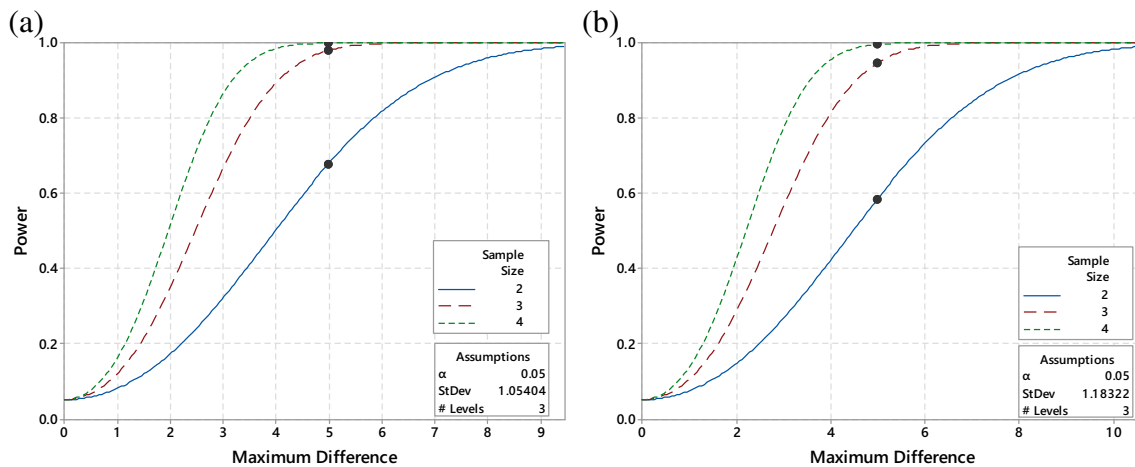 (a)
1.0
0.8
0.6
0.4
0.2
0.0
Power
0 1 2 3 4 5 6 7 8 9
Maximum Difference
Sample
Size
2
3
4
Assumptions
α 0.05
StDev 1.05404
# Levels 3
(b)
1.0
0.8
0.6
0.4
0.2
0.0
Power
0 2 4 6 8 10
Maximum Difference
Sample
Size
2
3
4
Assumptions
α 0.05
StDev 1.18322
# Levels 3